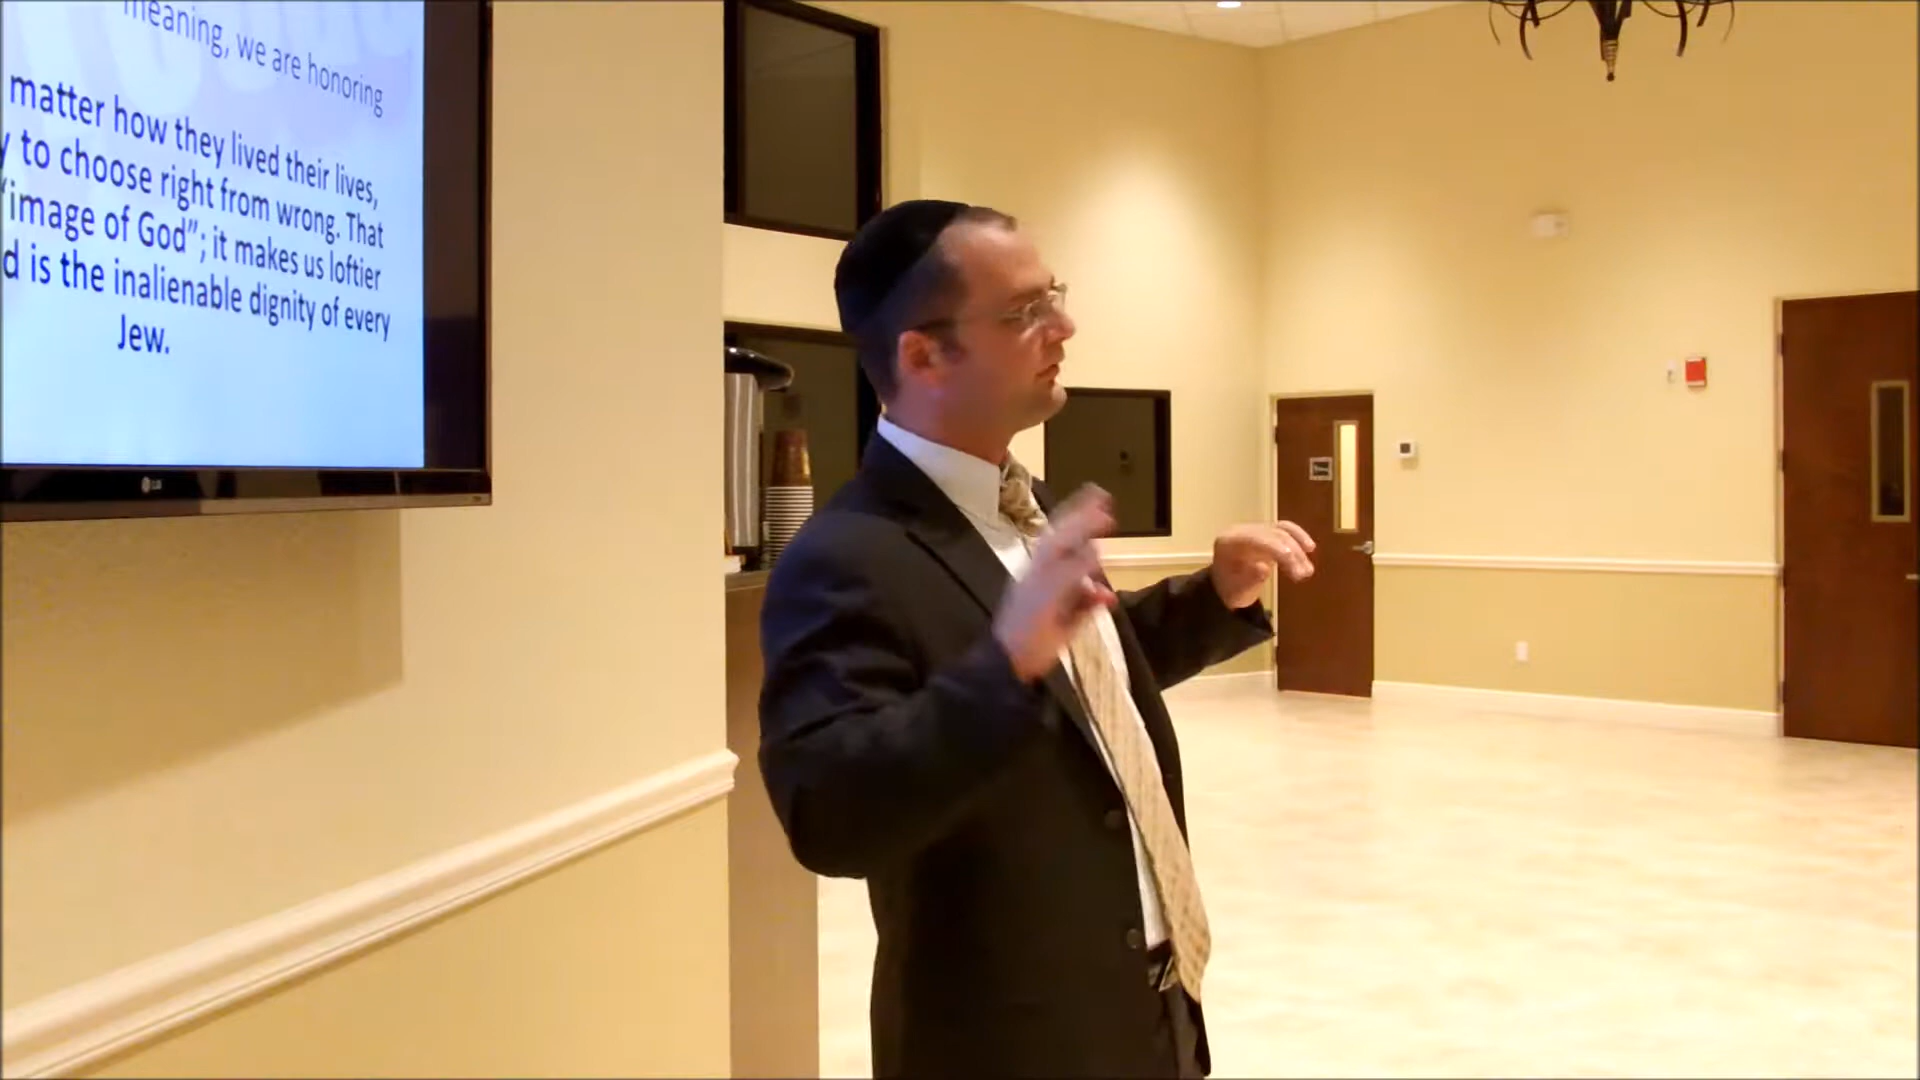 meaning, we are honoring
matter how they lived their lives,
y to choose right from wrong. That
"image of God"; it makes us loftier
d is the inalienable dignity of every
Jew.
LG